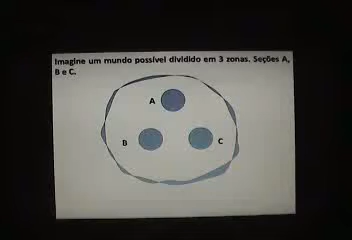 Imagine um mundo possível dividido em 3 zonas. Seções A,
B e C.
A
B
C